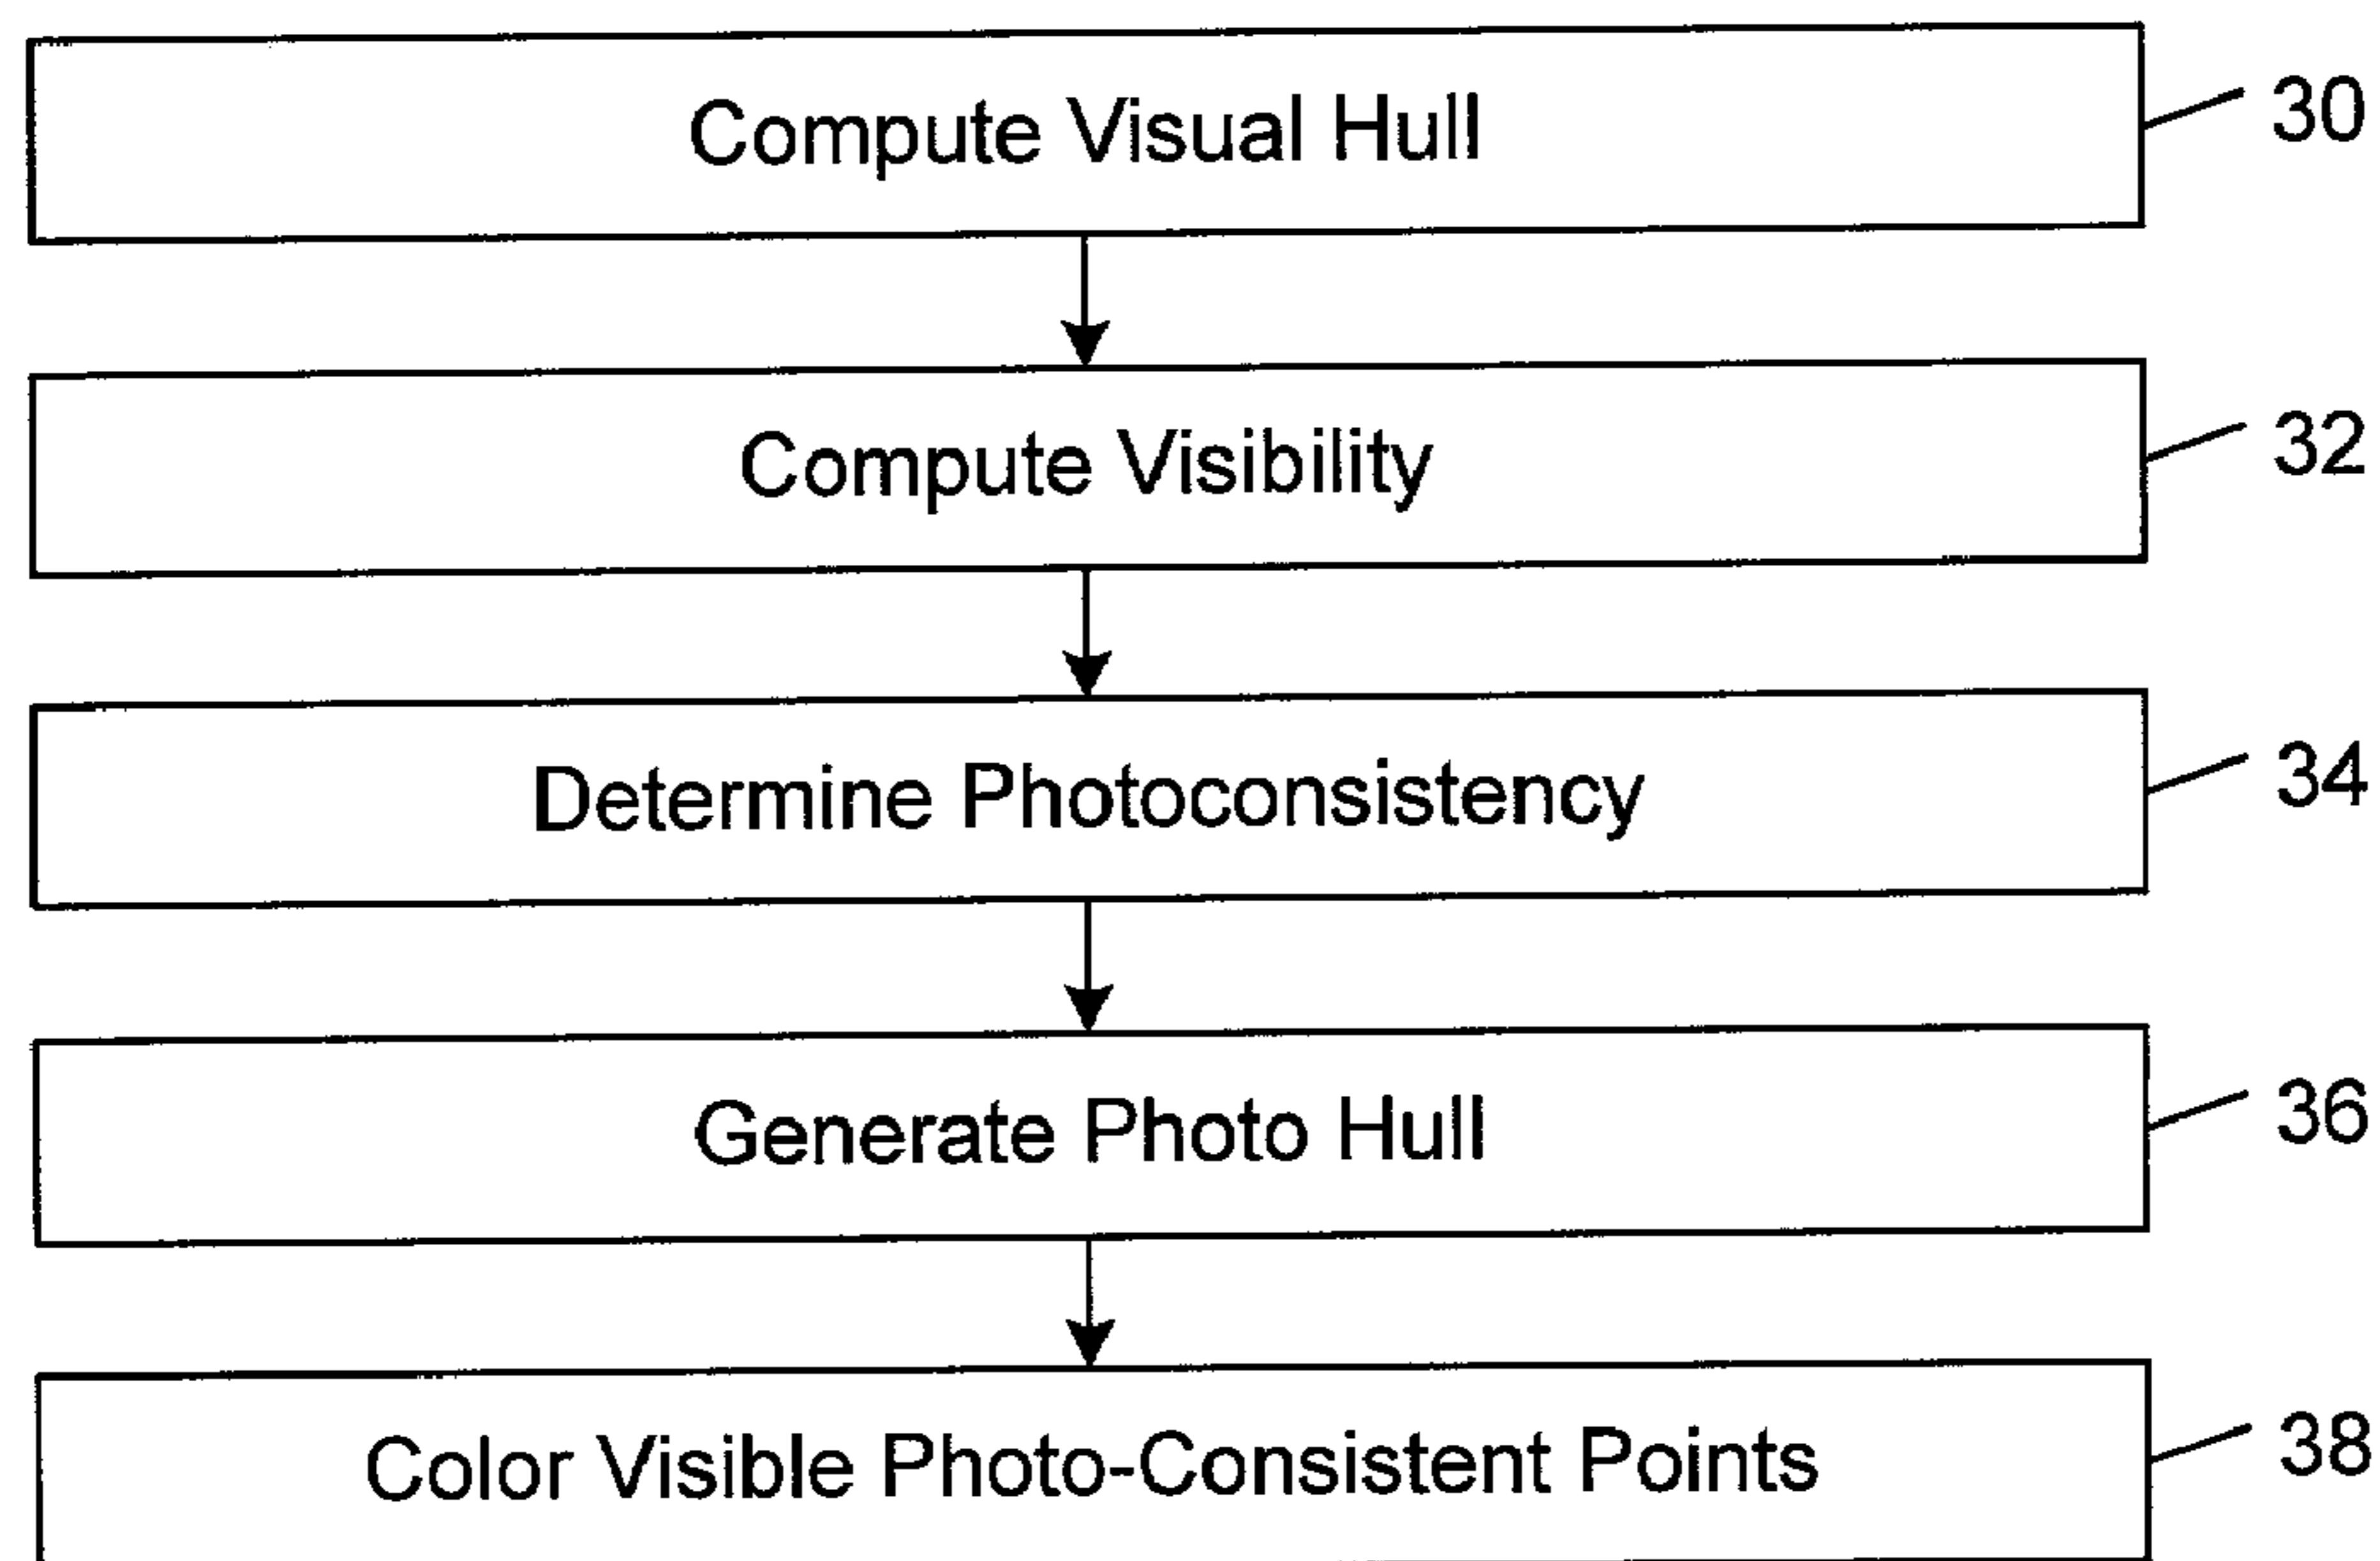 Compute Visual Hull 30
Compute Visibility 32
Determine Photoconsistency 34
Generate Photo Hull 36
Color Visible Photo-Consistent Points 38